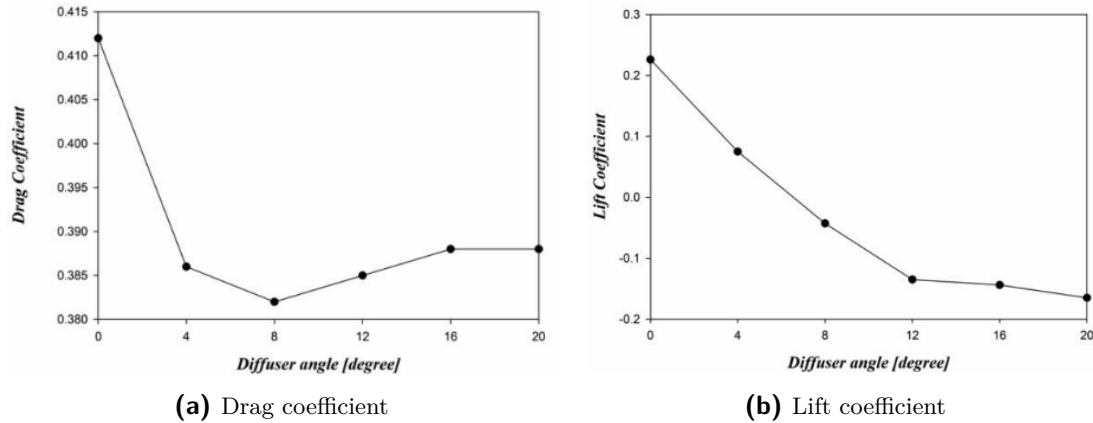 0.415
0.410
0.405
0.400
0.395
0.390
0.385
0.380
Drag Coefficient
0 4 8 12 16 20
Diffuser angle [degree]
(a) Drag coefficient
0.3
0.2
0.1
0.0
-0.1
-0.2
Lift Coefficient
0 4 8 12 16 20
Diffuser angle [degree]
(b) Lift coefficient